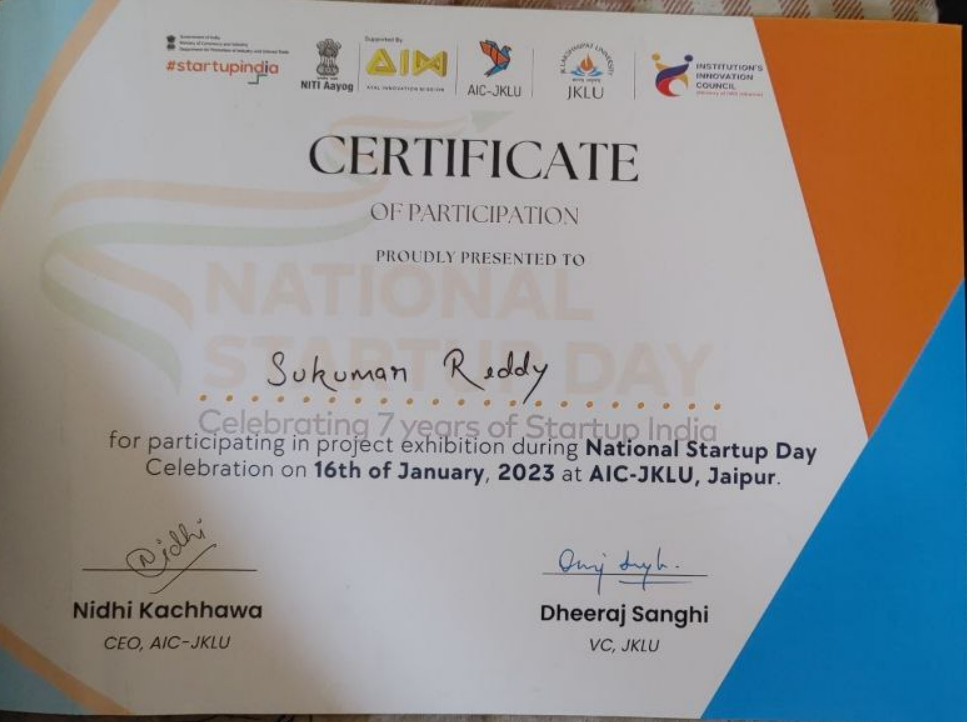 Government of India
Ministry of Commerce and Industry
Department for Promotion of Industry and Internal Trade
#startupindia
NITI Aayog
Supported By
AIM
ATAL INNOVATION MISSION
AIC-JKLU
JK LAKSHMIPAT UNIVERSITY
JKLU
INSTITUTION'S
INNOVATION
COUNCIL
CERTIFICATE
OF PARTICIPATION
PROUDLY PRESENTED TO
NATIONAL
STARTUP DAY
Sukuman Reddy
Celebrating 7 years of Startup India
for participating in project exhibition during National Startup Day
Celebration on 16th of January, 2023 at AIC-JKLU, Jaipur.
Nidhi
Nidhi Kachhawa
CEO, AIC-JKLU
Dheeraj Sanghi
VC, JKLU